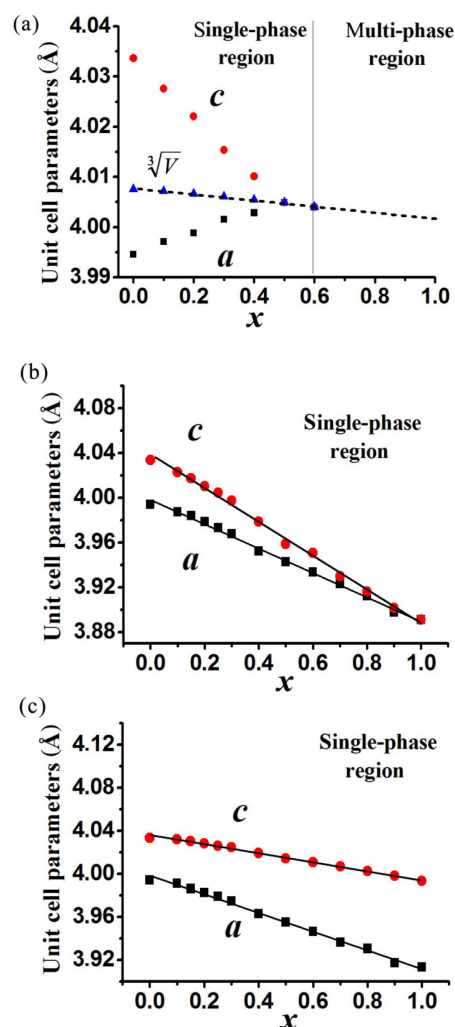 (a)
4.04
4.03
4.02
4.01
4.00
3.99
Unit cell parameters (Å)
Single-phase
region
Multi-phase
region
c
∛V
a
0.0 0.2 0.4 0.6 0.8 1.0
x
(b)
4.08
4.04
4.00
3.96
3.92
3.88
Unit cell parameters (Å)
Single-phase
region
c
a
0.0 0.2 0.4 0.6 0.8 1.0
x
(c)
4.12
4.08
4.04
4.00
3.96
3.92
Unit cell parameters (Å)
Single-phase
region
c
a
0.0 0.2 0.4 0.6 0.8 1.0
x